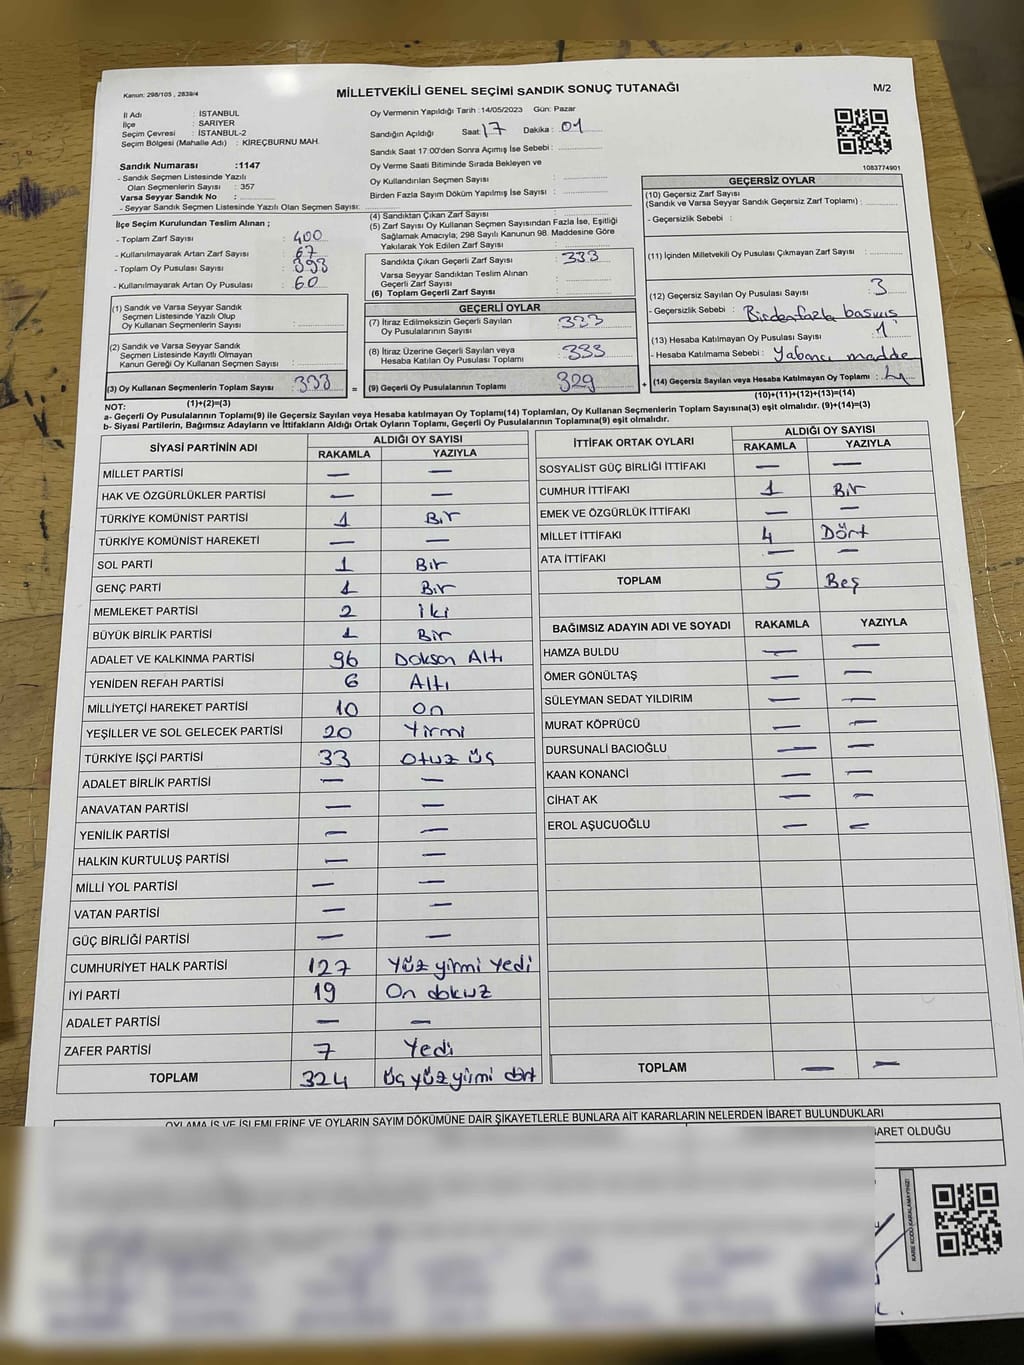 Kanun: 298/105 , 2839/4
MİLLETVEKİLİ GENEL SEÇİMİ SANDIK SONUÇ TUTANAĞI
M/2
İl Adı : İSTANBUL
İlçe : SARIYER
Seçim Çevresi : İSTANBUL-2
Seçim Bölgesi (Mahalle Adı) : KİREÇBURNU MAH.
Sandık Numarası :1147
- Sandık Seçmen Listesinde Yazılı
Olan Seçmenlerin Sayısı : 357
Varsa Seyyar Sandık No :
- Seyyar Sandık Seçmen Listesinde Yazılı Olan Seçmen Sayısı:
İlçe Seçim Kurulundan Teslim Alınan ;
- Toplam Zarf Sayısı : 400
- Kullanılmayarak Artan Zarf Sayısı : 67
- Toplam Oy Pusulası Sayısı : 393
- Kullanılmayarak Artan Oy Pusulası : 60
(1) Sandık ve Varsa Seyyar Sandık
Seçmen Listesinde Yazılı Olup
Oy Kullanan Seçmenlerin Sayısı :
(2) Sandık ve Varsa Seyyar Sandık
Seçmen Listesinde Kayıtlı Olmayan
Kanun Gereği Oy Kullanan Seçmen Sayısı :
(3) Oy Kullanan Seçmenlerin Toplam Sayısı : 333
(1)+(2)=(3)
Oy Vermenin Yapıldığı Tarih : 14/05/2023 Gün: Pazar
Sandığın Açıldığı Saat: 17 Dakika : 01
Sandık Saat 17:00'den Sonra Açımış İse Sebebi :
Oy Verme Saati Bitiminde Sırada Bekleyen ve
Oy Kullandırılan Seçmen Sayısı :
Birden Fazla Sayım Döküm Yapılmış İse Sayısı :
(4) Sandıktan Çıkan Zarf Sayısı :
(5) Zarf Sayısı Oy Kullanan Seçmen Sayısından Fazla İse, Eşitliği
Sağlamak Amacıyla; 298 Sayılı Kanunun 98. Maddesine Göre
Yakılarak Yok Edilen Zarf Sayısı :
Sandıkta Çıkan Geçerli Zarf Sayısı : 333
Varsa Seyyar Sandıktan Teslim Alınan
Geçerli Zarf Sayısı :
(6) Toplam Geçerli Zarf Sayısı :
GEÇERLİ OYLAR
(7) İtiraz Edilmeksizin Geçerli Sayılan
Oy Pusulalarının Sayısı : 333
(8) İtiraz Üzerine Geçerli Sayılan veya
Hesaba Katılan Oy Pusulası Toplamı : 333
= (9) Geçerli Oy Pusulalarının Toplamı 329 +
1083774901
GEÇERSİZ OYLAR
(10) Geçersiz Zarf Sayısı
(Sandık ve Varsa Seyyar Sandık Geçersiz Zarf Toplamı) :
- Geçersizlik Sebebi :
(11) İçinden Milletvekili Oy Pusulası Çıkmayan Zarf Sayısı :
(12) Geçersiz Sayılan Oy Pusulası Sayısı : 3
- Geçersizlik Sebebi : Birden fazla basmış
(13) Hesaba Katılmayan Oy Pusulası Sayısı : 1
- Hesaba Katılmama Sebebi : Yabancı madde
(14) Geçersiz Sayılan veya Hesaba Katılmayan Oy Toplamı : 4
(10)+(11)+(12)+(13)=(14)
NOT:
a- Geçerli Oy Pusulalarının Toplamı(9) ile Geçersiz Sayılan veya Hesaba katılmayan Oy Toplamı(14) Toplamları, Oy Kullanan Seçmenlerin Toplam Sayısına(3) eşit olmalıdır. (9)+(14)=(3)
b- Siyasi Partilerin, Bağımsız Adayların ve İttifakların Aldığı Ortak Oyların Toplamı, Geçerli Oy Pusulalarının Toplamına(9) eşit olmalıdır.
SİYASİ PARTİNİN ADI ALDIĞI OY SAYISI
RAKAMLA YAZIYLA
MİLLET PARTİSİ — —
HAK VE ÖZGÜRLÜKLER PARTİSİ — —
TÜRKİYE KOMÜNİST PARTİSİ 1 Bir
TÜRKİYE KOMÜNİST HAREKETİ — —
SOL PARTİ 1 Bir
GENÇ PARTİ 1 Bir
MEMLEKET PARTİSİ 2 iki
BÜYÜK BİRLİK PARTİSİ 1 Bir
ADALET VE KALKINMA PARTİSİ 96 Doksan Altı
YENİDEN REFAH PARTİSİ 6 Altı
MİLLİYETÇİ HAREKET PARTİSİ 10 On
YEŞİLLER VE SOL GELECEK PARTİSİ 20 Yirmi
TÜRKİYE İŞÇİ PARTİSİ 33 Otuz üç
ADALET BİRLİK PARTİSİ — —
ANAVATAN PARTİSİ — —
YENİLİK PARTİSİ — —
HALKIN KURTULUŞ PARTİSİ — —
MİLLİ YOL PARTİSİ — —
VATAN PARTİSİ — —
GÜÇ BİRLİĞİ PARTİSİ — —
CUMHURİYET HALK PARTİSİ 127 Yüz yirmi yedi
İYİ PARTİ 19 On dokuz
ADALET PARTİSİ — —
ZAFER PARTİSİ 7 Yedi
TOPLAM 324 üç yüz yirmi dört
İTTİFAK ORTAK OYLARI ALDIĞI OY SAYISI
RAKAMLA YAZIYLA
SOSYALİST GÜÇ BİRLİĞİ İTTİFAKI — —
CUMHUR İTTİFAKI 1 Bir
EMEK VE ÖZGÜRLÜK İTTİFAKI — —
MİLLET İTTİFAKI 4 Dört
ATA İTTİFAKI — —
TOPLAM 5 Beş
BAĞIMSIZ ADAYIN ADI VE SOYADI RAKAMLA YAZIYLA
HAMZA BULDU — —
ÖMER GÖNÜLTAŞ — —
SÜLEYMAN SEDAT YILDIRIM — —
MURAT KÖPRÜCÜ — —
DURSUNALİ BACIOĞLU — —
KAAN KONANCİ — —
CİHAT AK — —
EROL AŞUCUOĞLU — —
TOPLAM — —
OYLAMA İŞ VE İŞLEMLERİNE VE OYLARIN SAYIM DÖKÜMÜNE DAİR ŞİKAYETLERLE BUNLARA AİT KARARLARIN NELERDEN İBARET BULUNDUKLARI
BARET OLDUĞU
KARE KODU KARALAMAYINIZ!